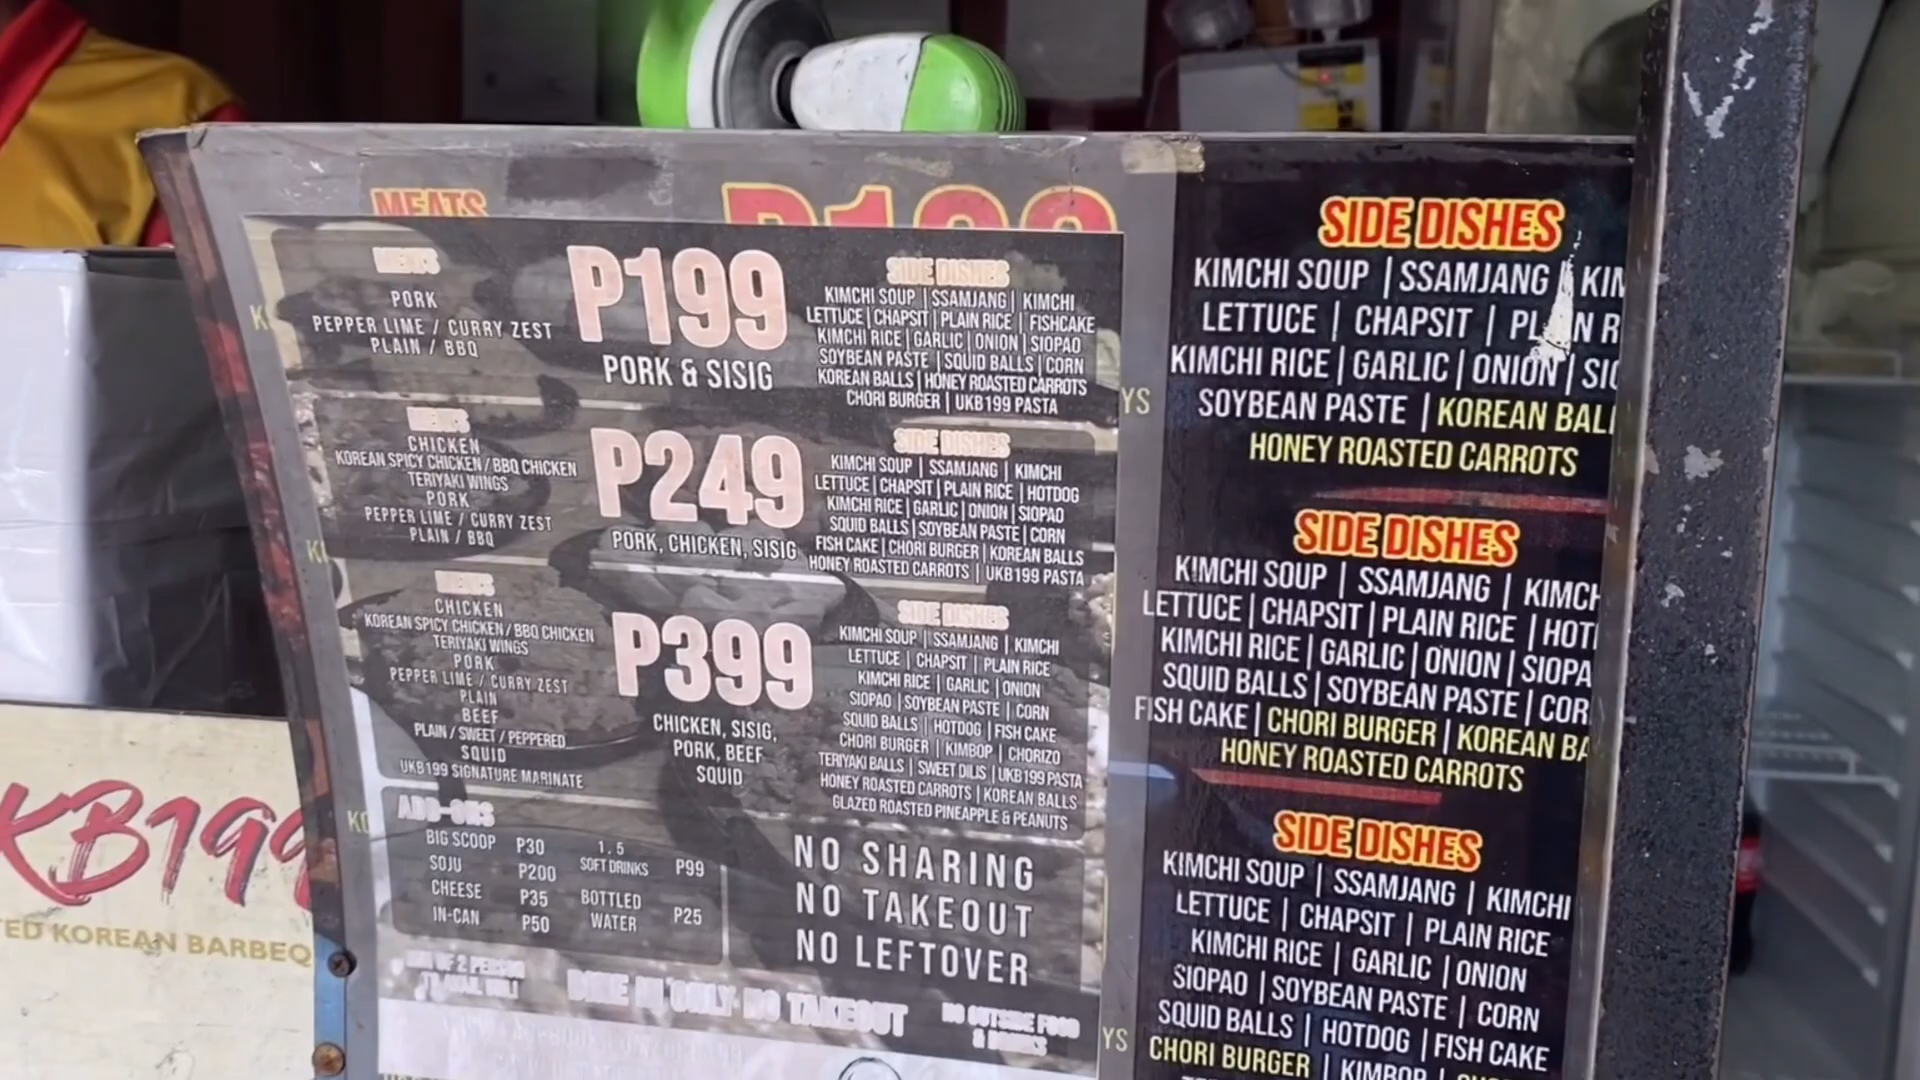 MEATS
MEATS
PORK
PEPPER LIME / CURRY ZEST
PLAIN / BBQ
P199
PORK & SISIG
SIDE DISHES
KIMCHI SOUP | SSAMJANG | KIMCHI
LETTUCE | CHAPSIT | PLAIN RICE | FISHCAKE
KIMCHI RICE | GARLIC | ONION | SIOPAO
SOYBEAN PASTE | SQUID BALLS | CORN
KOREAN BALLS | HONEY ROASTED CARROTS
CHORI BURGER | UKB199 PASTA
MEATS
CHICKEN
KOREAN SPICY CHICKEN / BBQ CHICKEN
TERIYAKI WINGS
PORK
PEPPER LIME / CURRY ZEST
PLAIN / BBQ
P249
PORK, CHICKEN, SISIG
SIDE DISHES
KIMCHI SOUP | SSAMJANG | KIMCHI
LETTUCE | CHAPSIT | PLAIN RICE | HOTDOG
KIMCHI RICE | GARLIC | ONION | SIOPAO
SQUID BALLS | SOYBEAN PASTE | CORN
FISH CAKE | CHORI BURGER | KOREAN BALLS
HONEY ROASTED CARROTS | UKB199 PASTA
MEATS
CHICKEN
KOREAN SPICY CHICKEN / BBQ CHICKEN
TERIYAKI WINGS
PORK
PEPPER LIME / CURRY ZEST
PLAIN
BEEF
PLAIN / SWEET / PEPPERED
SQUID
UKB199 SIGNATURE MARINATE
P399
CHICKEN, SISIG,
PORK, BEEF
SQUID
SIDE DISHES
KIMCHI SOUP | SSAMJANG | KIMCHI
LETTUCE | CHAPSIT | PLAIN RICE
KIMCHI RICE | GARLIC | ONION
SIOPAO | SOYBEAN PASTE | CORN
SQUID BALLS | HOTDOG | FISH CAKE
CHORI BURGER | KIMBOP | CHORIZO
TERIYAKI BALLS | SWEET DILIS | UKB199 PASTA
HONEY ROASTED CARROTS | KOREAN BALLS
GLAZED ROASTED PINEAPPLE & PEANUTS
ADD-ONS
BIG SCOOP P30
SOJU P200
CHEESE P35
IN-CAN P50
1.5
SOFT DRINKS P99
BOTTLED
WATER P25
NO SHARING
NO TAKEOUT
NO LEFTOVER
DINE IN ONLY NO TAKEOUT
NO OUTSIDE FOOD
& DRINKS
SIDE DISHES
KIMCHI SOUP | SSAMJANG | KIM
LETTUCE | CHAPSIT | PLAIN R
KIMCHI RICE | GARLIC | ONION | SIO
SOYBEAN PASTE | KOREAN BALL
HONEY ROASTED CARROTS
SIDE DISHES
KIMCHI SOUP | SSAMJANG | KIMCH
LETTUCE | CHAPSIT | PLAIN RICE | HOT
KIMCHI RICE | GARLIC | ONION | SIOPA
SQUID BALLS | SOYBEAN PASTE | COR
FISH CAKE | CHORI BURGER | KOREAN BA
HONEY ROASTED CARROTS
SIDE DISHES
KIMCHI SOUP | SSAMJANG | KIMCHI
LETTUCE | CHAPSIT | PLAIN RICE
KIMCHI RICE | GARLIC | ONION
SIOPAO | SOYBEAN PASTE | CORN
SQUID BALLS | HOTDOG | FISH CAKE
CHORI BURGER | KIMBOP |
YS
YS
KB199
TED KOREAN BARBEQ